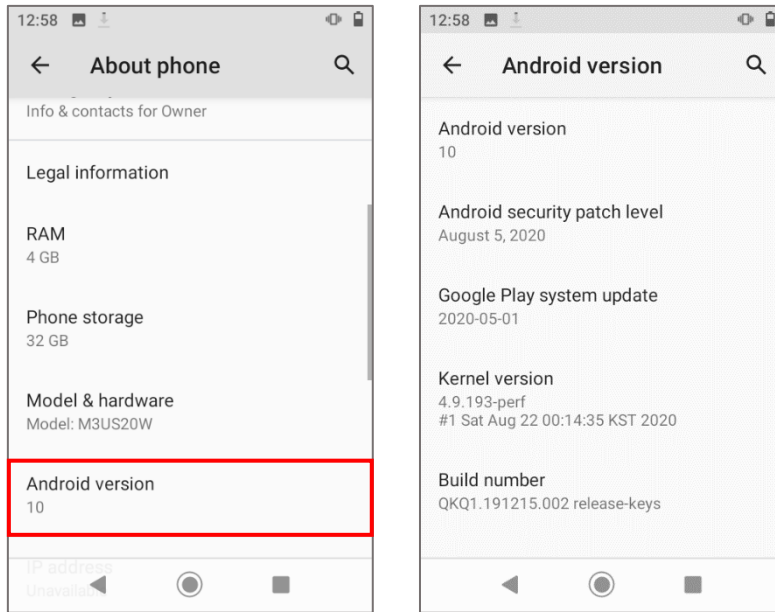 12:58
About phone
Info & contacts for Owner
Legal information
RAM
4 GB
Phone storage
32 GB
Model & hardware
Model: M3US20W
Android version
10
IP address
Unavailable
12:58
Android version
Android version
10
Android security patch level
August 5, 2020
Google Play system update
2020-05-01
Kernel version
4.9.193-perf
#1 Sat Aug 22 00:14:35 KST 2020
Build number
QKQ1.191215.002 release-keys